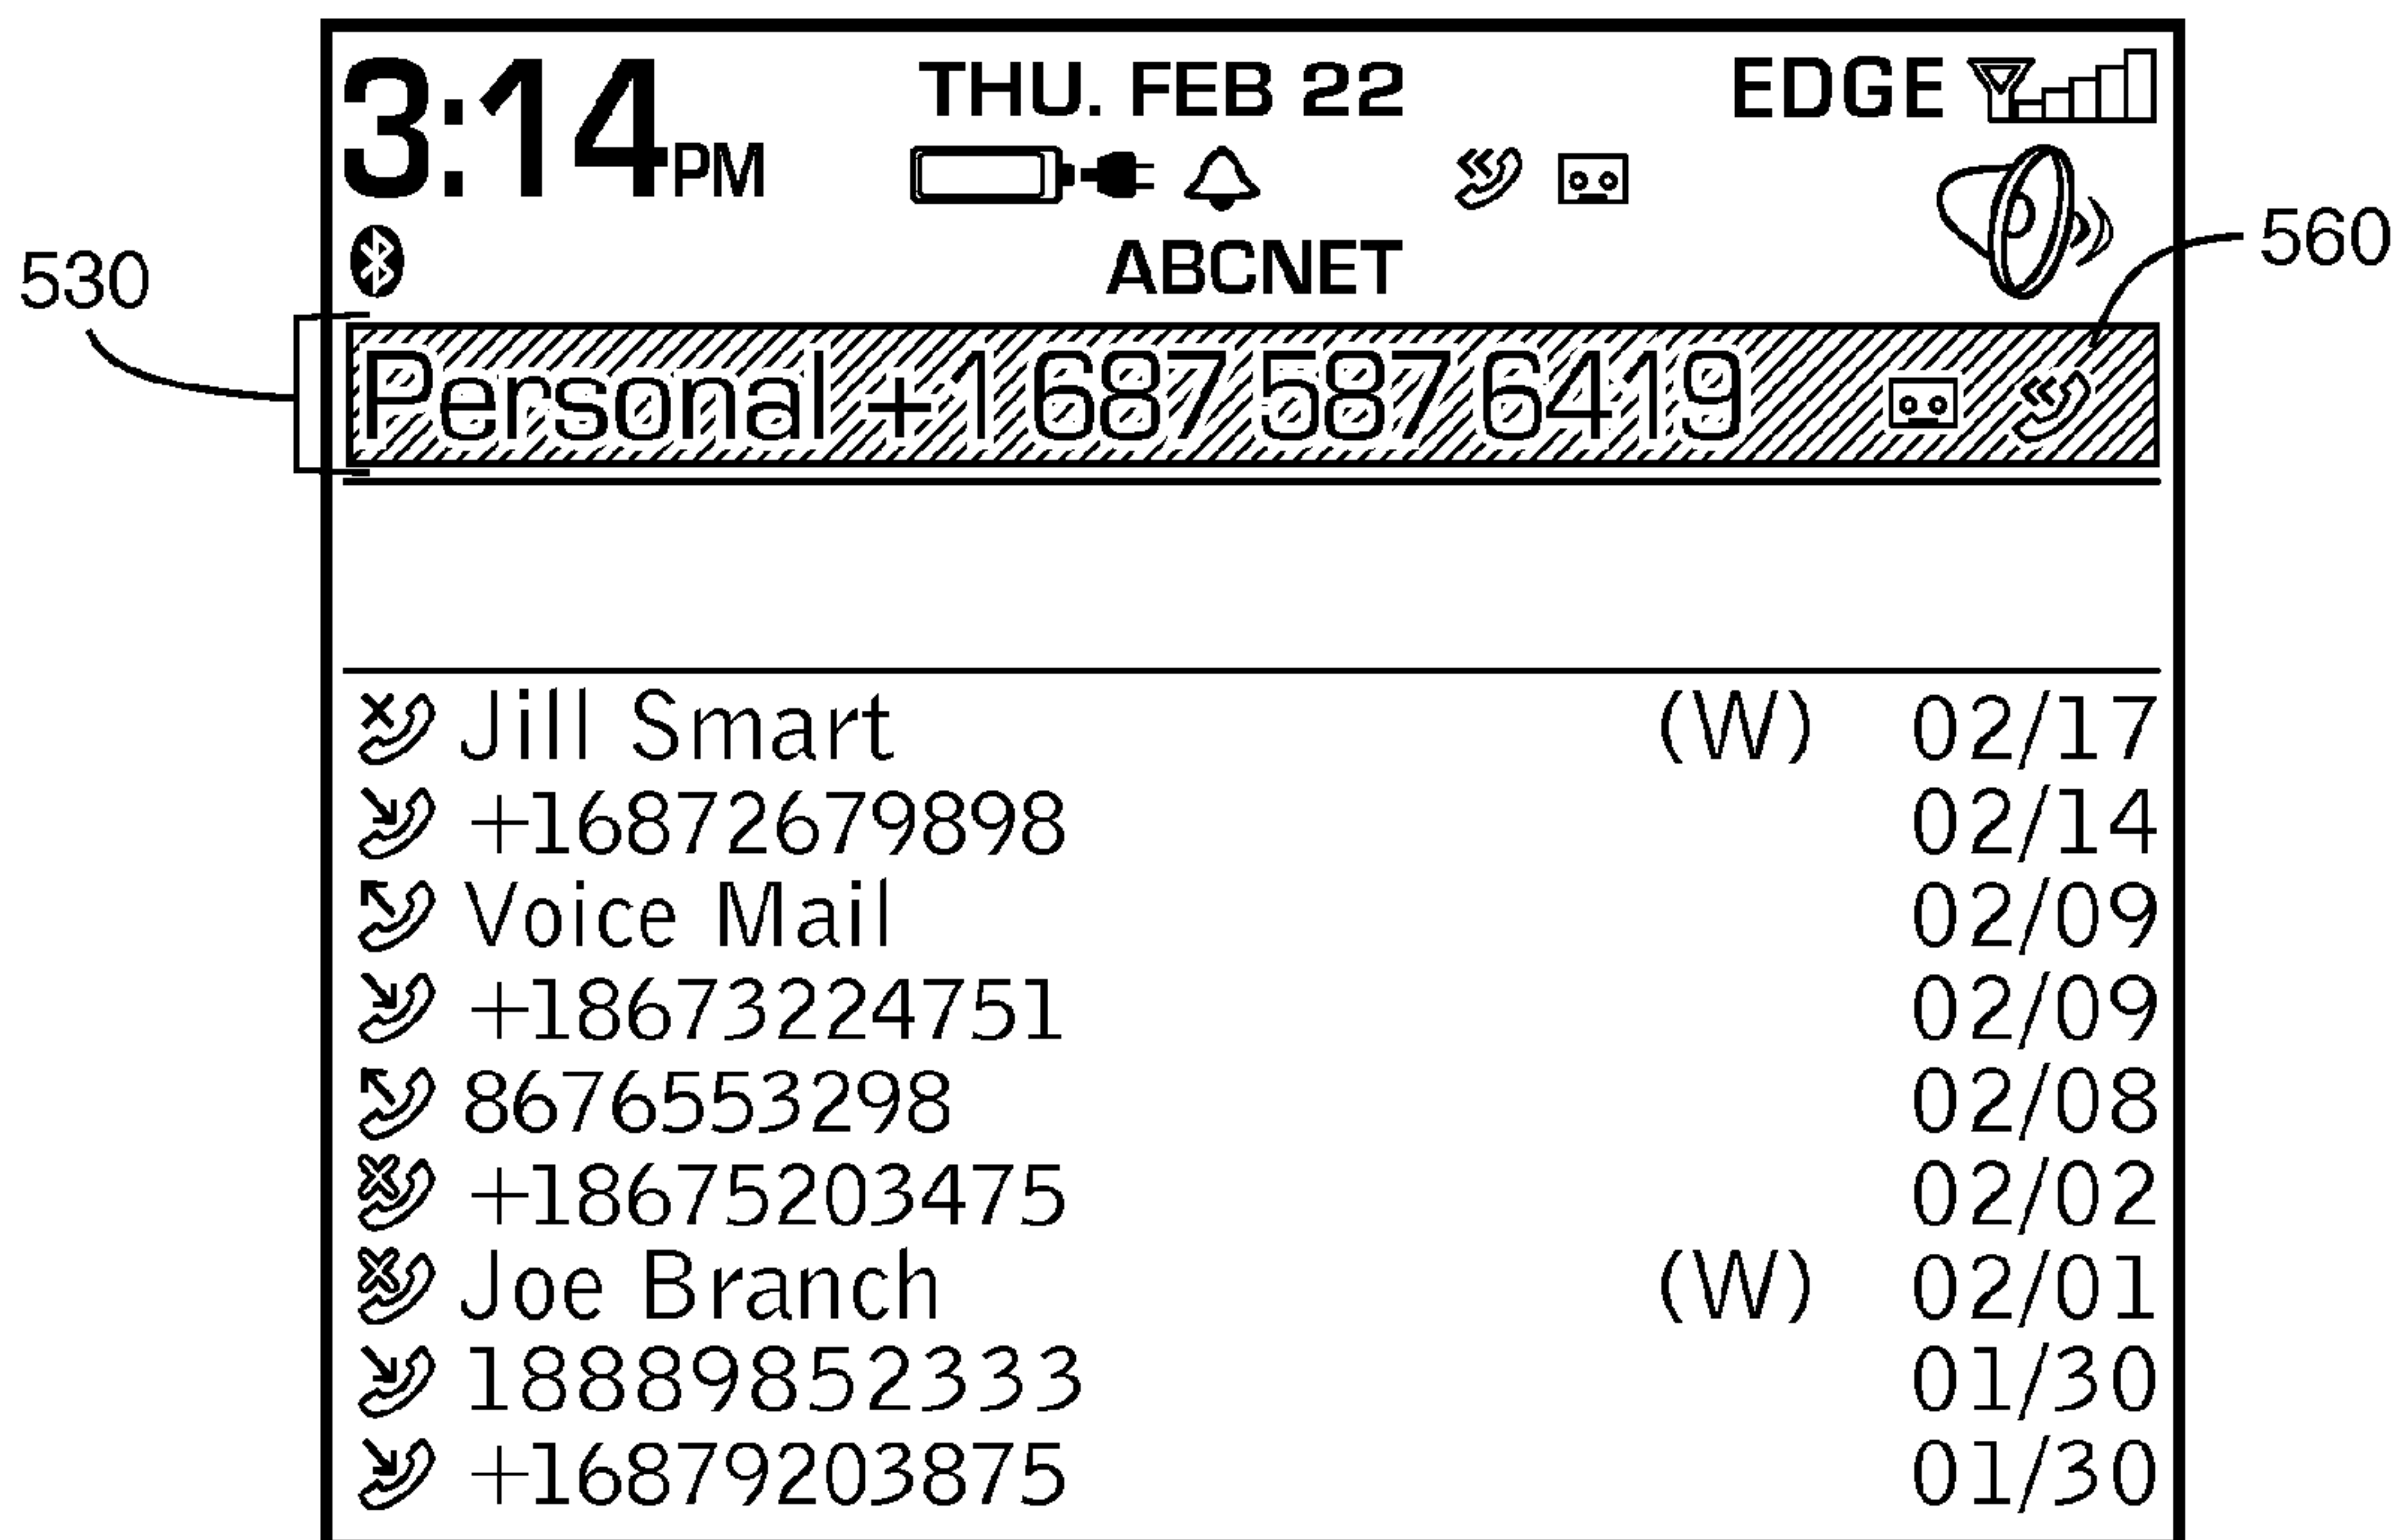 3:14 PM THU. FEB 22 EDGE
ABCNET
530
560
Personal +1 687 587 6419
Jill Smart (W) 02/17
+16872679898 02/14
Voice Mail 02/09
+18673224751 02/09
8676553298 02/08
+18675203475 02/02
Joe Branch (W) 02/01
18889852333 01/30
+16879203875 01/30